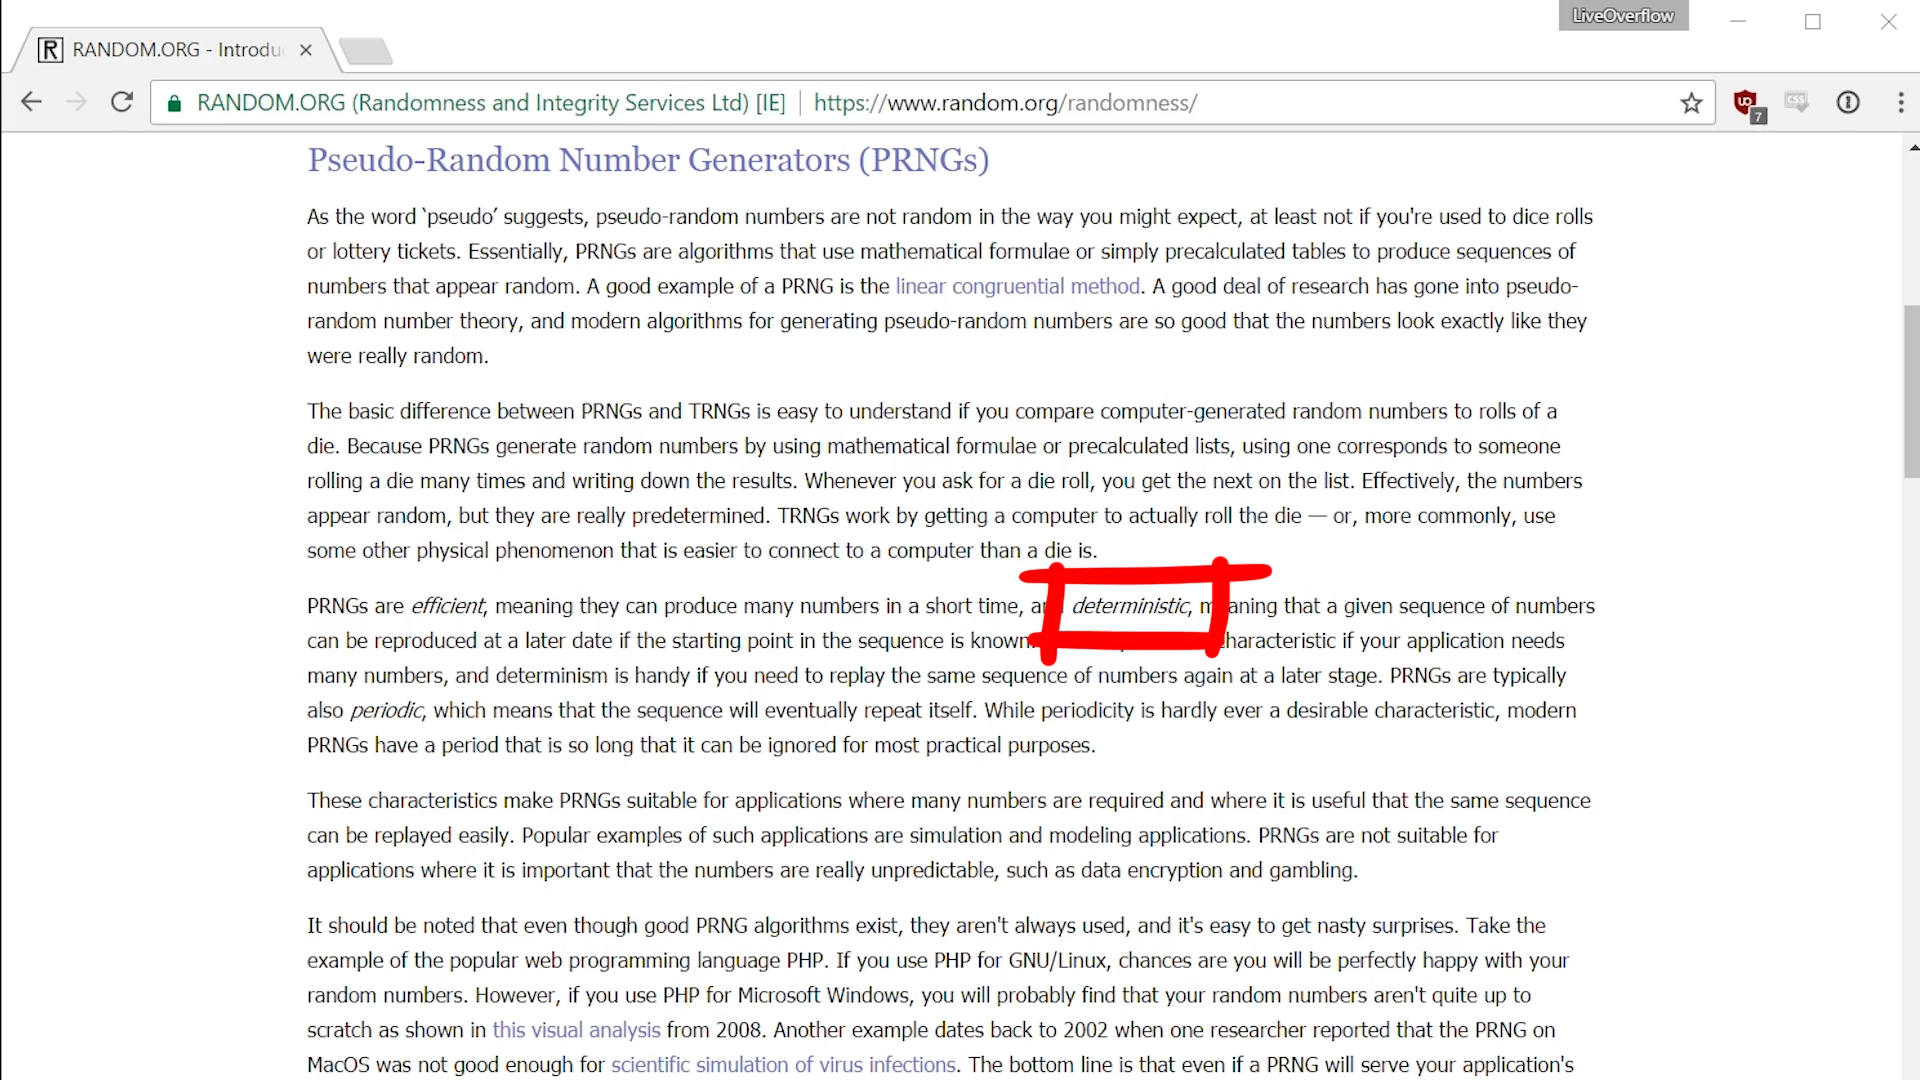 LiveOverflow
RANDOM.ORG - Introdu
RANDOM.ORG (Randomness and Integrity Services Ltd) [IE] https://www.random.org/randomness/
7
Pseudo-Random Number Generators (PRNGs)
As the word ‘pseudo’ suggests, pseudo-random numbers are not random in the way you might expect, at least not if you're used to dice rolls
or lottery tickets. Essentially, PRNGs are algorithms that use mathematical formulae or simply precalculated tables to produce sequences of
numbers that appear random. A good example of a PRNG is the linear congruential method. A good deal of research has gone into pseudo-
random number theory, and modern algorithms for generating pseudo-random numbers are so good that the numbers look exactly like they
were really random.
The basic difference between PRNGs and TRNGs is easy to understand if you compare computer-generated random numbers to rolls of a
die. Because PRNGs generate random numbers by using mathematical formulae or precalculated lists, using one corresponds to someone
rolling a die many times and writing down the results. Whenever you ask for a die roll, you get the next on the list. Effectively, the numbers
appear random, but they are really predetermined. TRNGs work by getting a computer to actually roll the die — or, more commonly, use
some other physical phenomenon that is easier to connect to a computer than a die is.
PRNGs are efficient, meaning they can produce many numbers in a short time, and deterministic, meaning that a given sequence of numbers
can be reproduced at a later date if the starting point in the sequence is known. characteristic if your application needs
many numbers, and determinism is handy if you need to replay the same sequence of numbers again at a later stage. PRNGs are typically
also periodic, which means that the sequence will eventually repeat itself. While periodicity is hardly ever a desirable characteristic, modern
PRNGs have a period that is so long that it can be ignored for most practical purposes.
These characteristics make PRNGs suitable for applications where many numbers are required and where it is useful that the same sequence
can be replayed easily. Popular examples of such applications are simulation and modeling applications. PRNGs are not suitable for
applications where it is important that the numbers are really unpredictable, such as data encryption and gambling.
It should be noted that even though good PRNG algorithms exist, they aren't always used, and it's easy to get nasty surprises. Take the
example of the popular web programming language PHP. If you use PHP for GNU/Linux, chances are you will be perfectly happy with your
random numbers. However, if you use PHP for Microsoft Windows, you will probably find that your random numbers aren't quite up to
scratch as shown in this visual analysis from 2008. Another example dates back to 2002 when one researcher reported that the PRNG on
MacOS was not good enough for scientific simulation of virus infections. The bottom line is that even if a PRNG will serve your application's